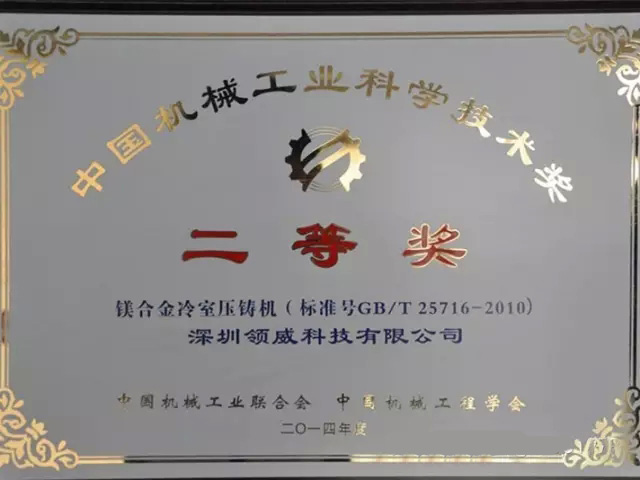 中国机械工业科学技术奖
二等奖
镁合金冷室压铸机（标准号GB/T 25716-2010)
深圳领威科技有限公司
中国机械工业联合会 中国机械工程学会
二〇一四年度